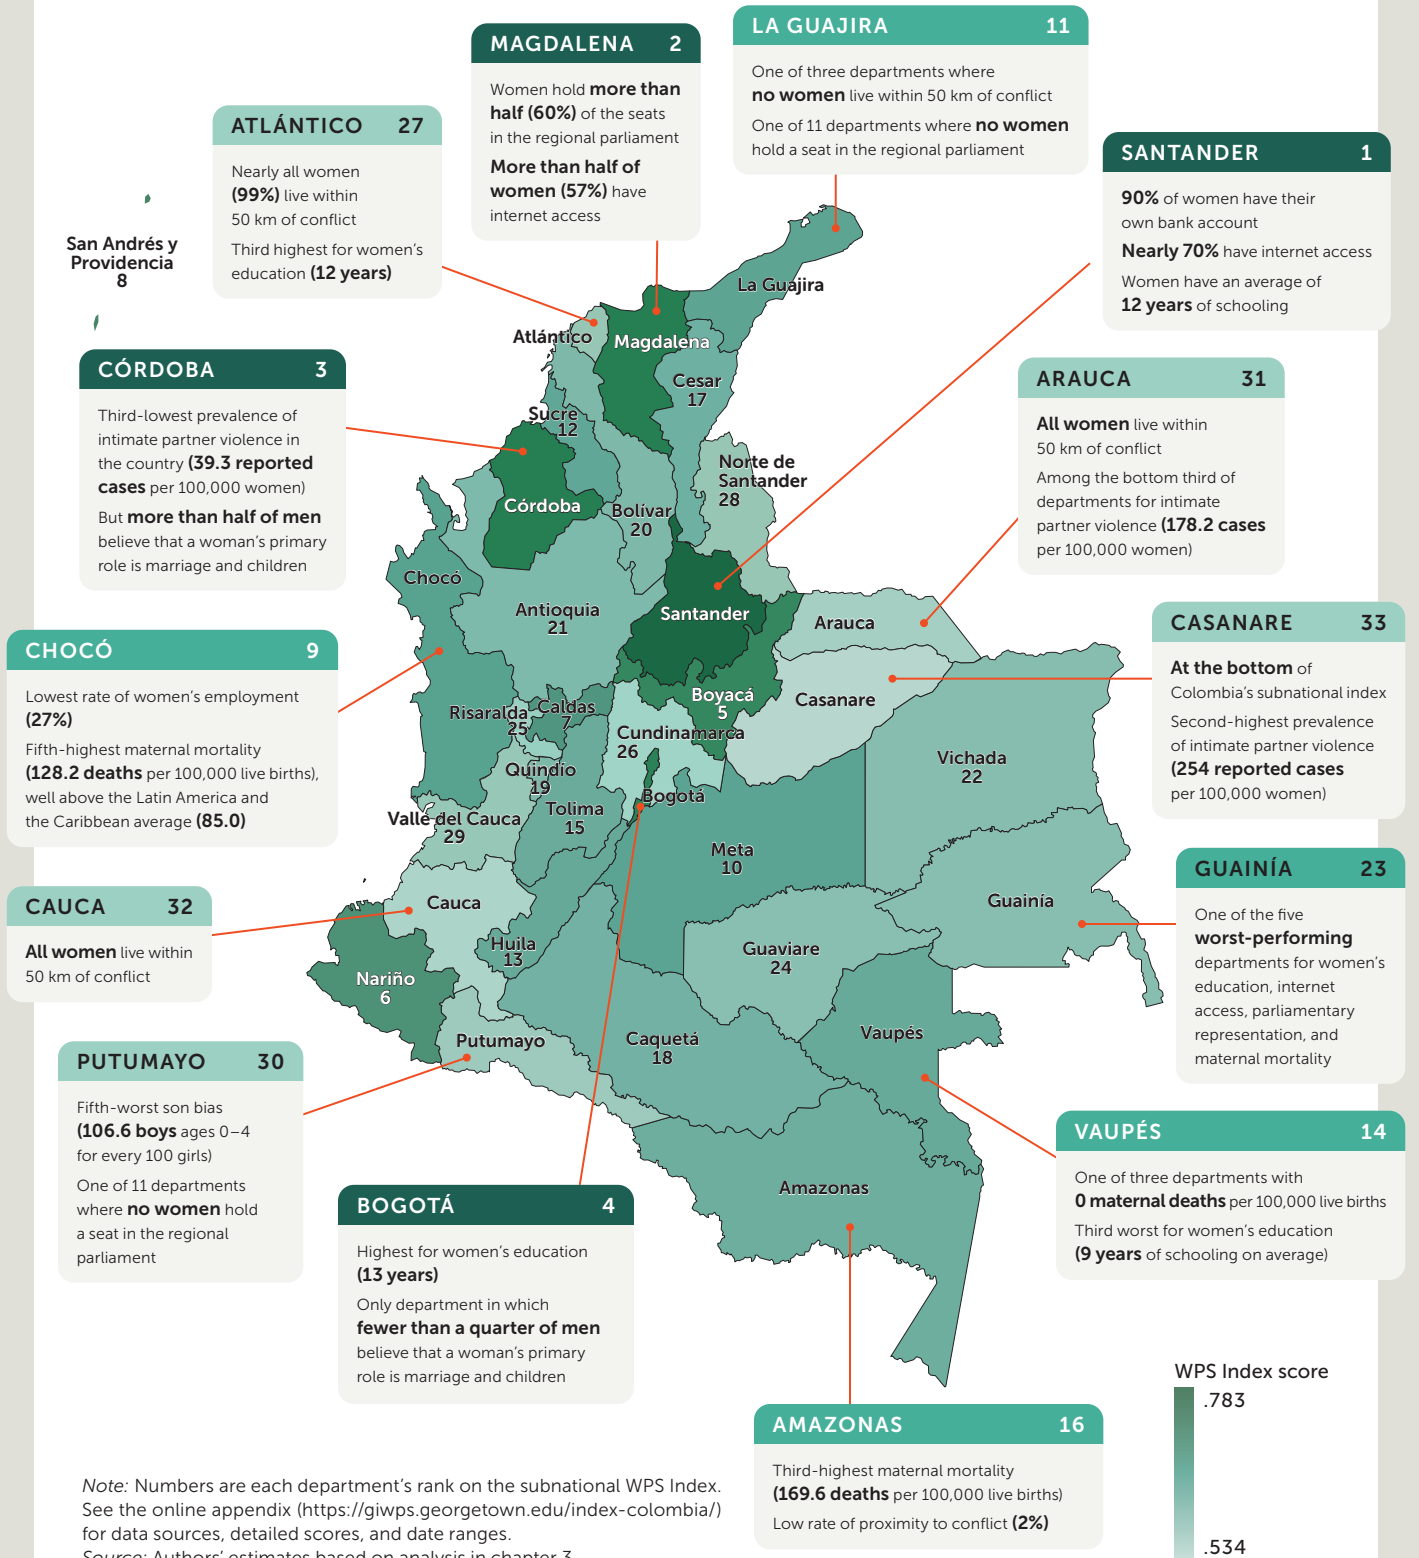 MAGDALENA 2
Women hold more than
half (60%) of the seats
in the regional parliament
More than half of
women (57%) have
internet access
LA GUAJIRA 11
One of three departments where
no women live within 50 km of conflict
One of 11 departments where no women
hold a seat in the regional parliament
ATLÁNTICO 27
Nearly all women
(99%) live within
50 km of conflict
Third highest for women's
education (12 years)
SANTANDER 1
90% of women have their
own bank account
Nearly 70% have internet access
Women have an average of
12 years of schooling
San Andrés y
Providencia
8
CÓRDOBA 3
Third-lowest prevalence of
intimate partner violence in
the country (39.3 reported
cases per 100,000 women)
But more than half of men
believe that a woman's primary
role is marriage and children
ARAUCA 31
All women live within
50 km of conflict
Among the bottom third of
departments for intimate
partner violence (178.2 cases
per 100,000 women)
CHOCÓ 9
Lowest rate of women's employment
(27%)
Fifth-highest maternal mortality
(128.2 deaths per 100,000 live births),
well above the Latin America and
the Caribbean average (85.0)
CASANARE 33
At the bottom of
Colombia's subnational index
Second-highest prevalence
of intimate partner violence
(254 reported cases
per 100,000 women)
CAUCA 32
All women live within
50 km of conflict
GUAINÍA 23
One of the five
worst-performing
departments for women's
education, internet
access, parliamentary
representation, and
maternal mortality
PUTUMAYO 30
Fifth-worst son bias
(106.6 boys ages 0–4
for every 100 girls)
One of 11 departments
where no women hold
a seat in the regional
parliament
VAUPÉS 14
One of three departments with
0 maternal deaths per 100,000 live births
Third worst for women's education
(9 years of schooling on average)
BOGOTÁ 4
Highest for women's education
(13 years)
Only department in which
fewer than a quarter of men
believe that a woman's primary
role is marriage and children
AMAZONAS 16
Third-highest maternal mortality
(169.6 deaths per 100,000 live births)
Low rate of proximity to conflict (2%)
La Guajira
Atlántico
Magdalena
Cesar
17
Sucre
12
Norte de
Santander
28
Córdoba
Bolívar
20
Chocó
Antioquia
21
Santander
Arauca
Boyacá
5
Casanare
Risaralda
25
Caldas
7
Cundinamarca
26
Vichada
22
Quindío
19
Bogotá
Tolima
15
Valle del Cauca
29
Meta
10
Cauca
Guainía
Huila
13
Guaviare
24
Nariño
6
Putumayo
Caquetá
18
Vaupés
Amazonas
WPS Index score
.783
.534
Note: Numbers are each department's rank on the subnational WPS Index.
See the online appendix (https://giwps.georgetown.edu/index-colombia/)
for data sources, detailed scores, and date ranges.
Source: Authors' estimates based on analysis in chapter 3.